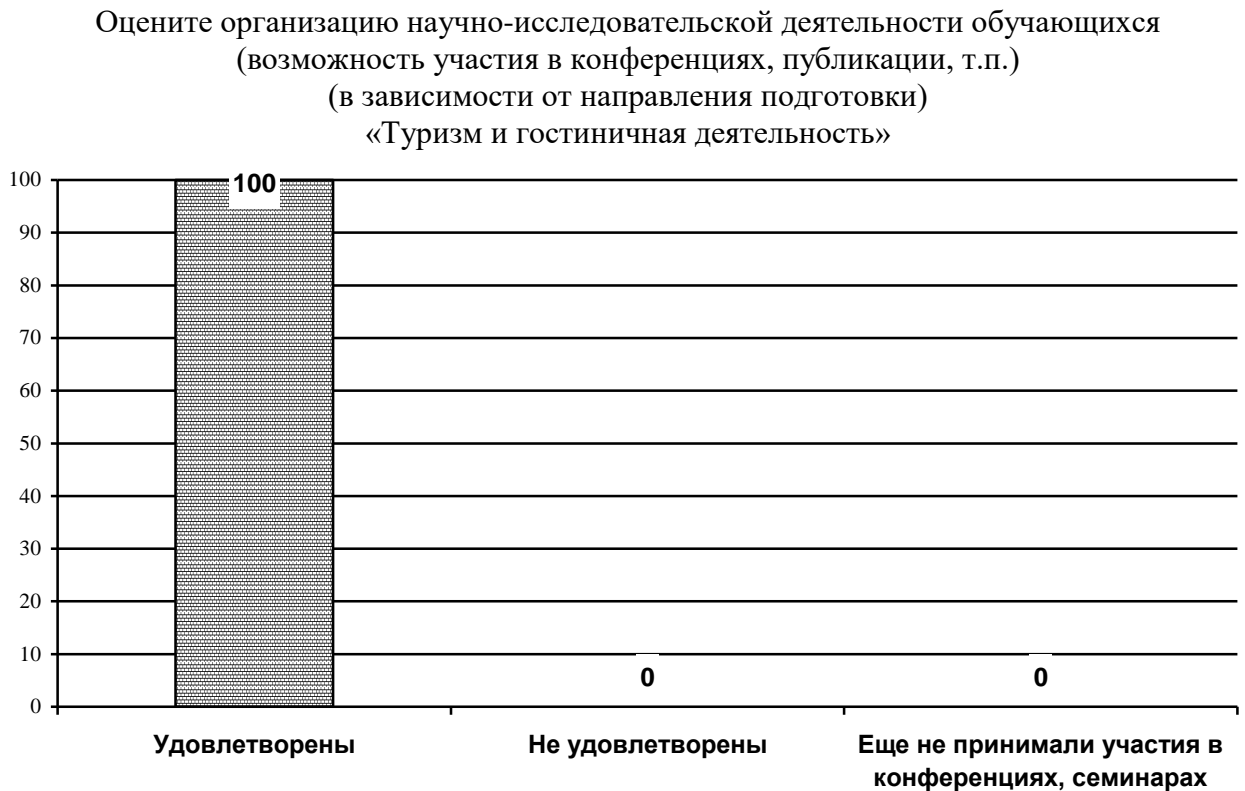 Оцените организацию научно-исследовательской деятельности обучающихся
(возможность участия в конференциях, публикации, т.п.)
(в зависимости от направления подготовки)
«Туризм и гостиничная деятельность»
100
90
80
70
60
50
40
30
20
10
0
100
0
0
Удовлетворены
Не удовлетворены
Еще не принимали участия в
конференциях, семинарах